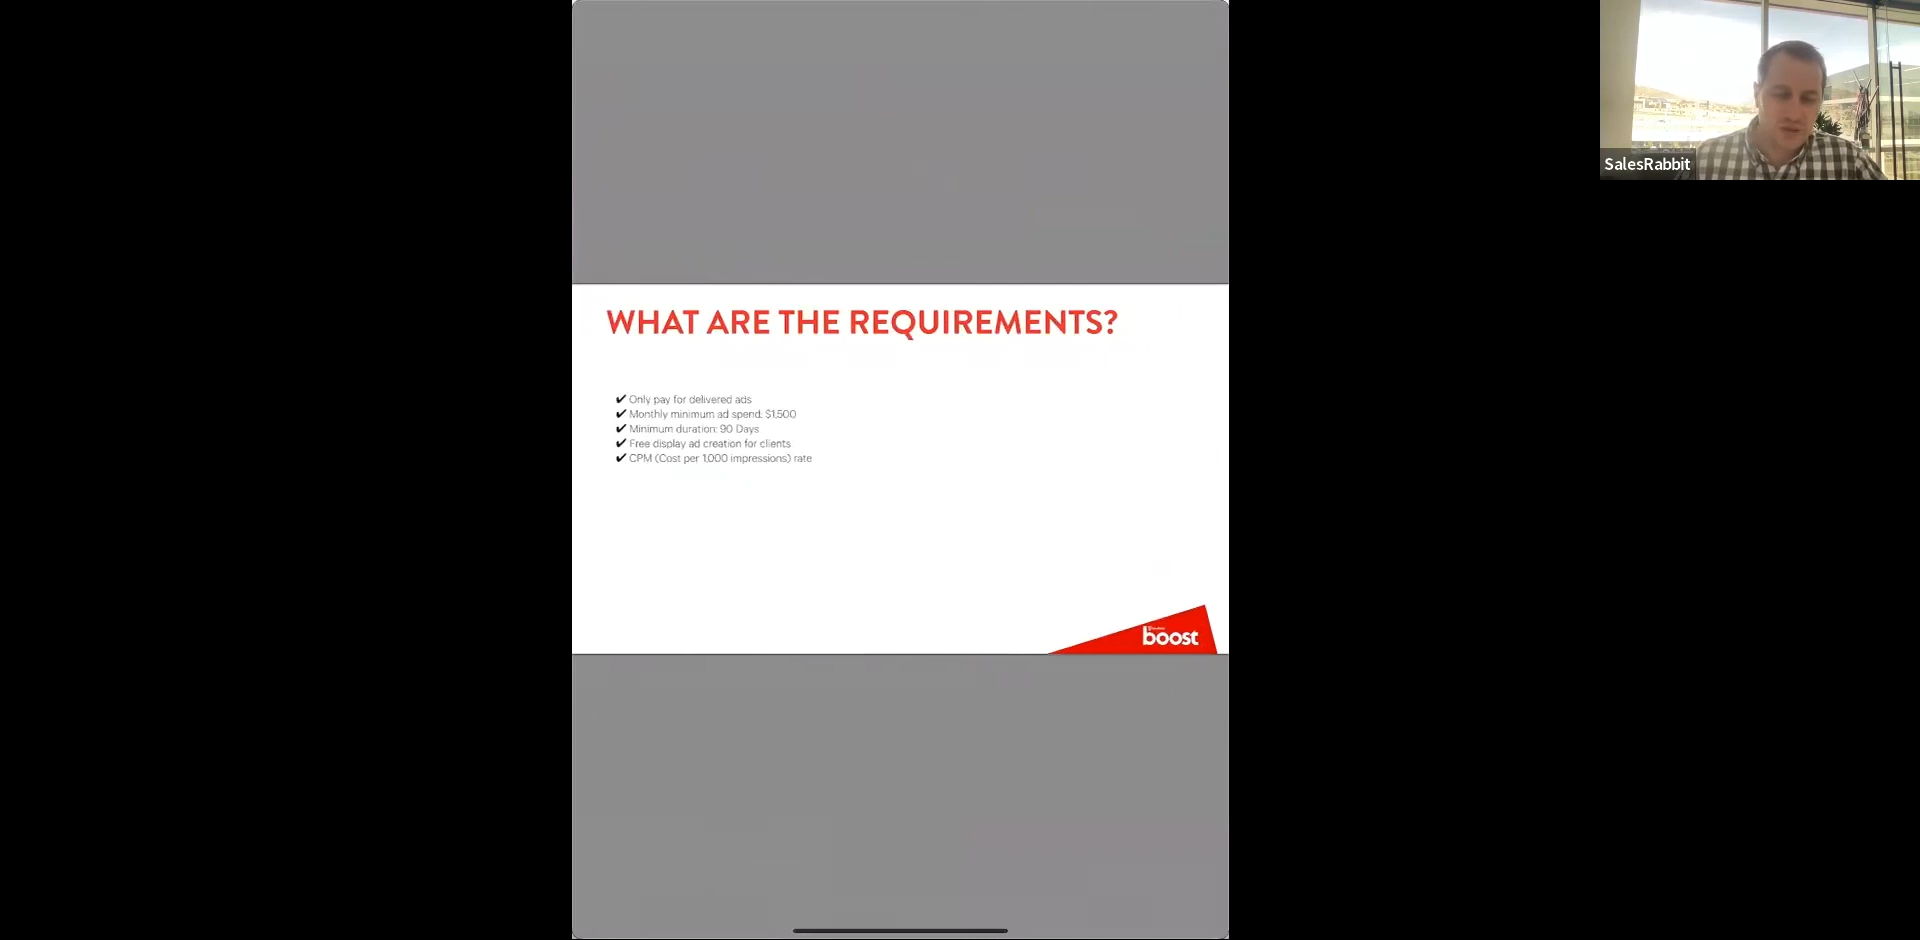 WHAT ARE THE REQUIREMENTS?
✔ Only pay for delivered ads
✔ Monthly minimum ad spend: $1,500
✔ Minimum duration: 90 Days
✔ Free display ad creation for clients
✔ CPM (Cost per 1,000 impressions) rate
boost
SalesRabbit